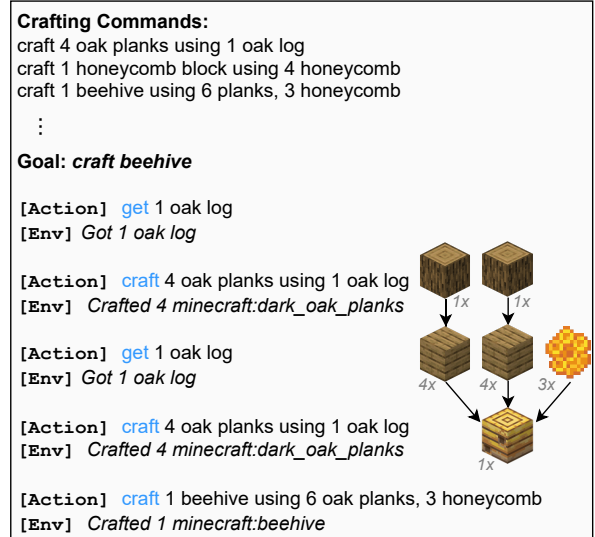 Crafting Commands:
craft 4 oak planks using 1 oak log
craft 1 honeycomb block using 4 honeycomb
craft 1 beehive using 6 planks, 3 honeycomb
⋮
Goal: craft beehive
[Action] get 1 oak log
[Env] Got 1 oak log
[Action] craft 4 oak planks using 1 oak log
[Env] Crafted 4 minecraft:dark_oak_planks
[Action] get 1 oak log
[Env] Got 1 oak log
[Action] craft 4 oak planks using 1 oak log
[Env] Crafted 4 minecraft:dark_oak_planks
[Action] craft 1 beehive using 6 oak planks, 3 honeycomb
[Env] Crafted 1 minecraft:beehive
1x 1x
4x 4x 3x
1x